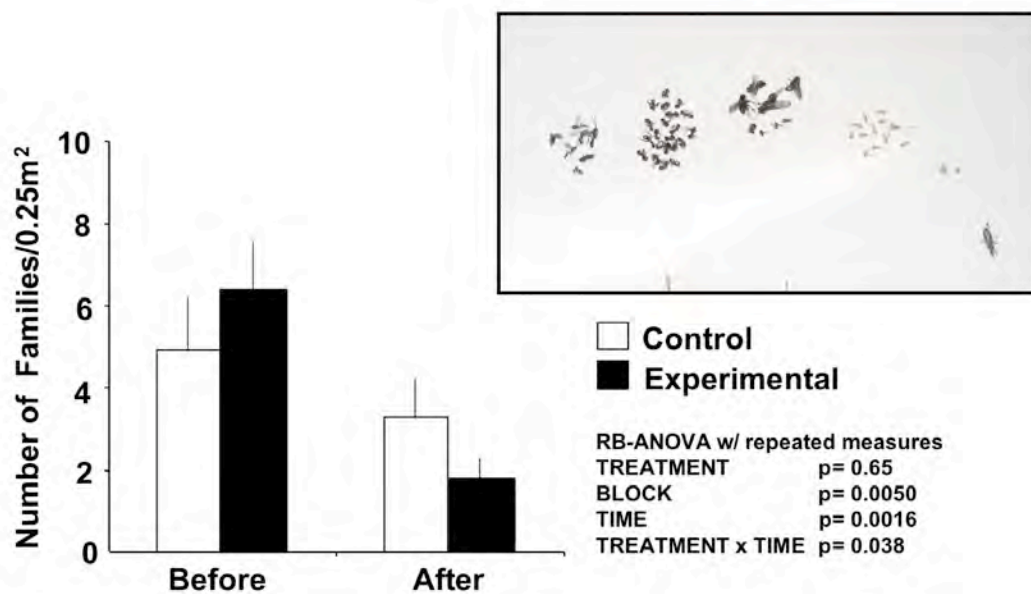 Number of Families/0.25m²
10
8
6
4
2
0
Before After
Control
Experimental
RB-ANOVA w/ repeated measures
TREATMENT p= 0.65
BLOCK p= 0.0050
TIME p= 0.0016
TREATMENT x TIME p= 0.038